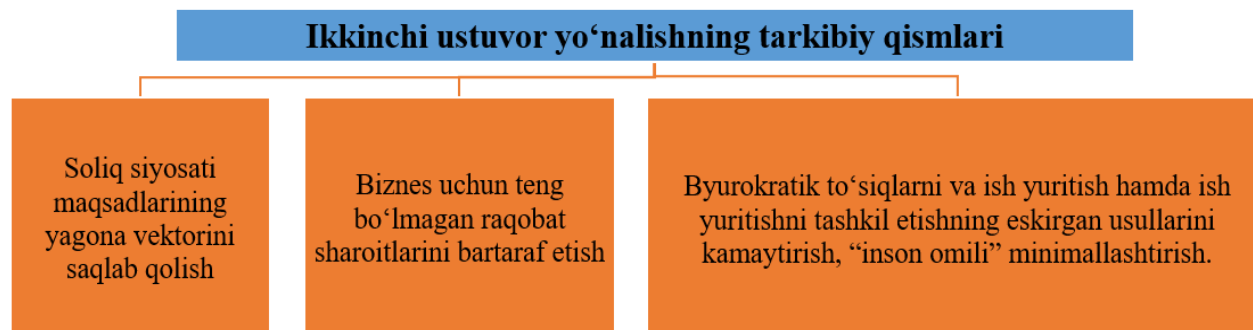 Ikkinchi ustuvor yo‘nalishning tarkibiy qismlari
Soliq siyosati
maqsadlarining
yagona vektorini
saqlab qolish
Biznes uchun teng
bo‘lmagan raqobat
sharoitlarini bartaraf etish
Byurokratik to‘siqlarni va ish yuritish hamda ish
yuritishni tashkil etishning eskirgan usullarini
kamaytirish, “inson omili” minimallashtirish.